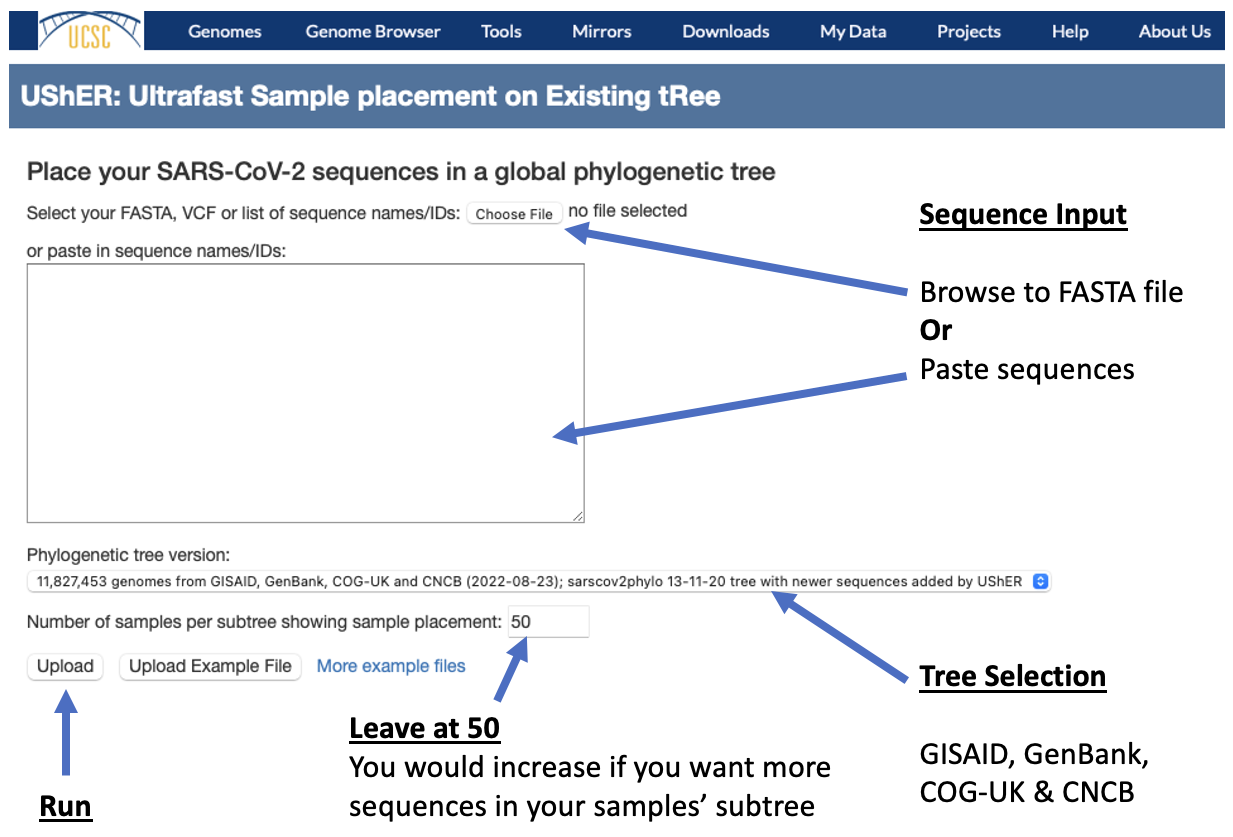 UCSC
Genomes Genome Browser Tools Mirrors Downloads My Data Projects Help About Us
UShER: Ultrafast Sample placement on Existing tRee
Place your SARS-CoV-2 sequences in a global phylogenetic tree
Select your FASTA, VCF or list of sequence names/IDs: Choose File no file selected
or paste in sequence names/IDs:
Sequence Input
Browse to FASTA file
Or
Paste sequences
Phylogenetic tree version:
11,827,453 genomes from GISAID, GenBank, COG-UK and CNCB (2022-08-23); sarscov2phylo 13-11-20 tree with newer sequences added by UShER
Number of samples per subtree showing sample placement: 50
Upload Upload Example File More example files
Tree Selection
GISAID, GenBank,
COG-UK & CNCB
Leave at 50
You would increase if you want more
sequences in your samples’ subtree
Run